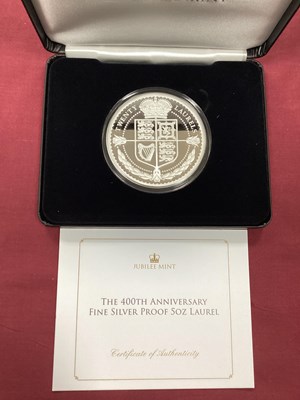 TWENTY LAUREL
JUBILEE MINT
THE 400TH ANNIVERSARY
FINE SILVER PROOF 5OZ LAUREL
Certificate of Authenticity